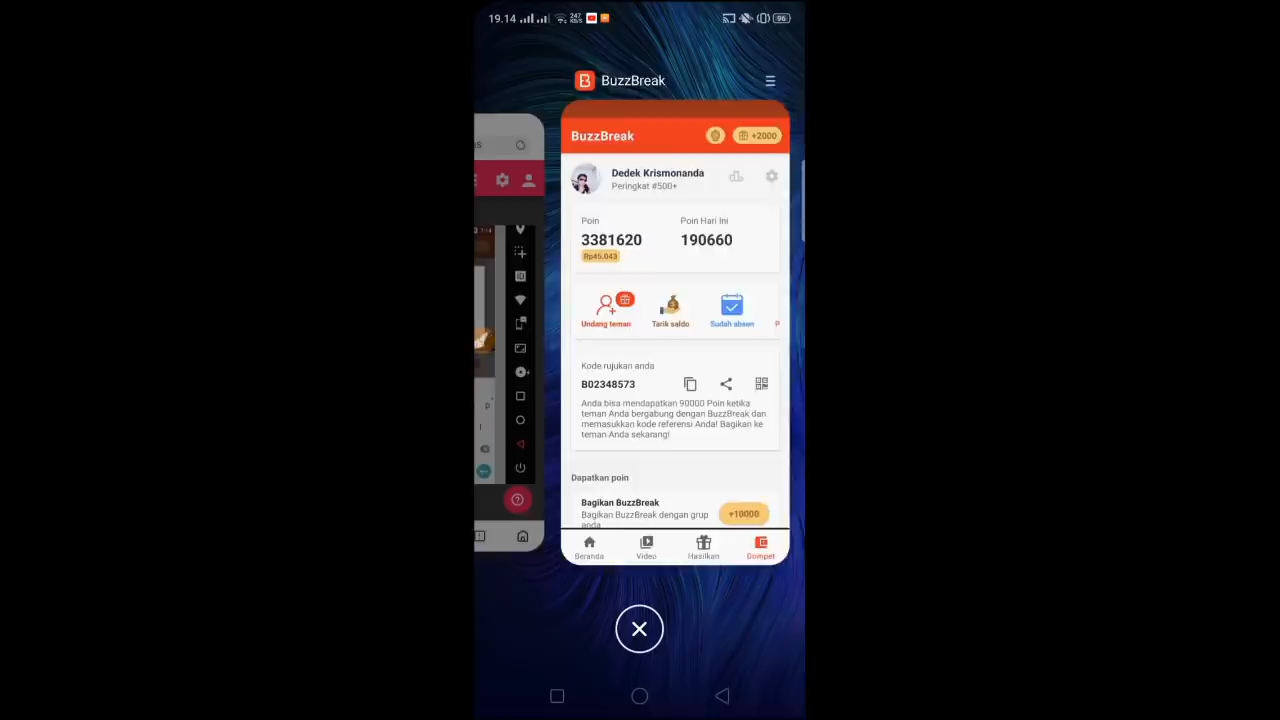 19.14
247
KB/S
96
BuzzBreak
BuzzBreak
+2000
Dedek Krismonanda
Peringkat #500+
Poin
Poin Hari Ini
3381620
190660
Rp45.043
Undang teman
Tarik saldo
Sudah absen
P
Kode rujukan anda
B02348573
Anda bisa mendapatkan 90000 Poin ketika
teman Anda bergabung dengan BuzzBreak dan
memasukkan kode referensi Anda! Bagikan ke
teman Anda sekarang!
Dapatkan poin
Bagikan BuzzBreak
Bagikan BuzzBreak dengan grup
anda
+10000
Beranda
Video
Hasilkan
Dompet